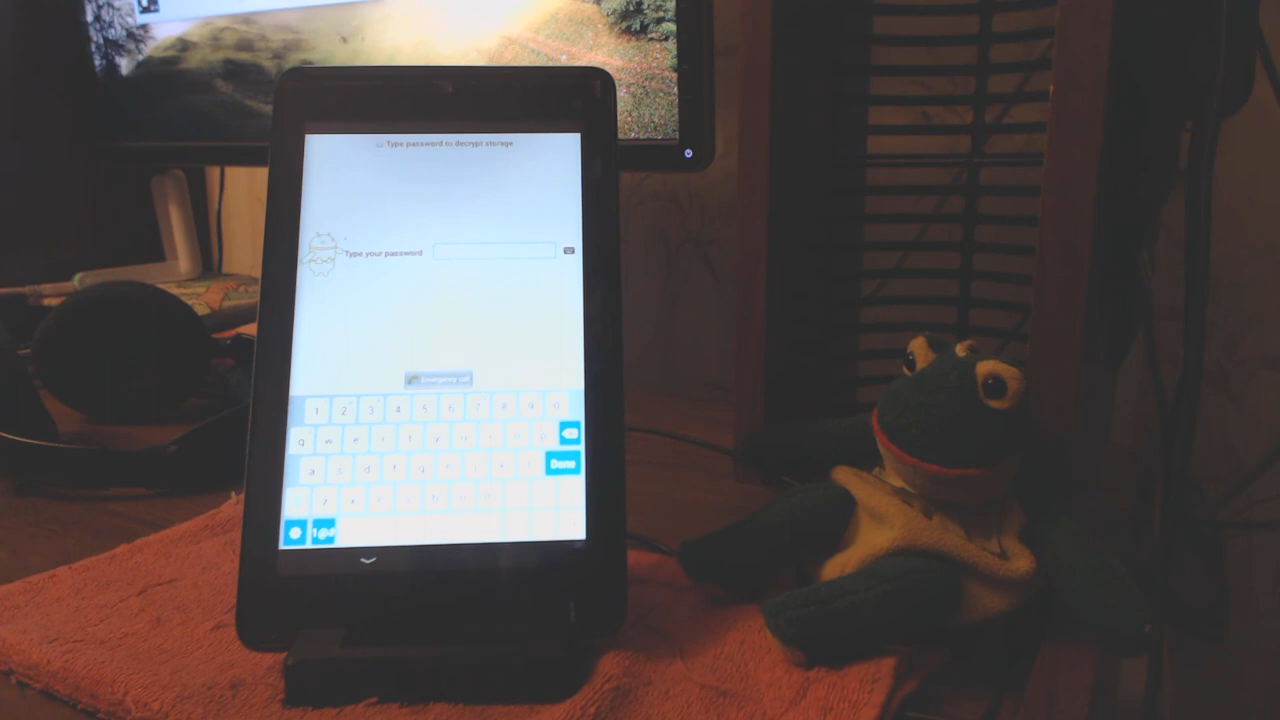 Type password to decrypt storage
Type your password
Emergency call
1 2 3 4 5 6 7 8 9 0
q w e r t y u i o p
a s d f g h j k l
Done
1@#